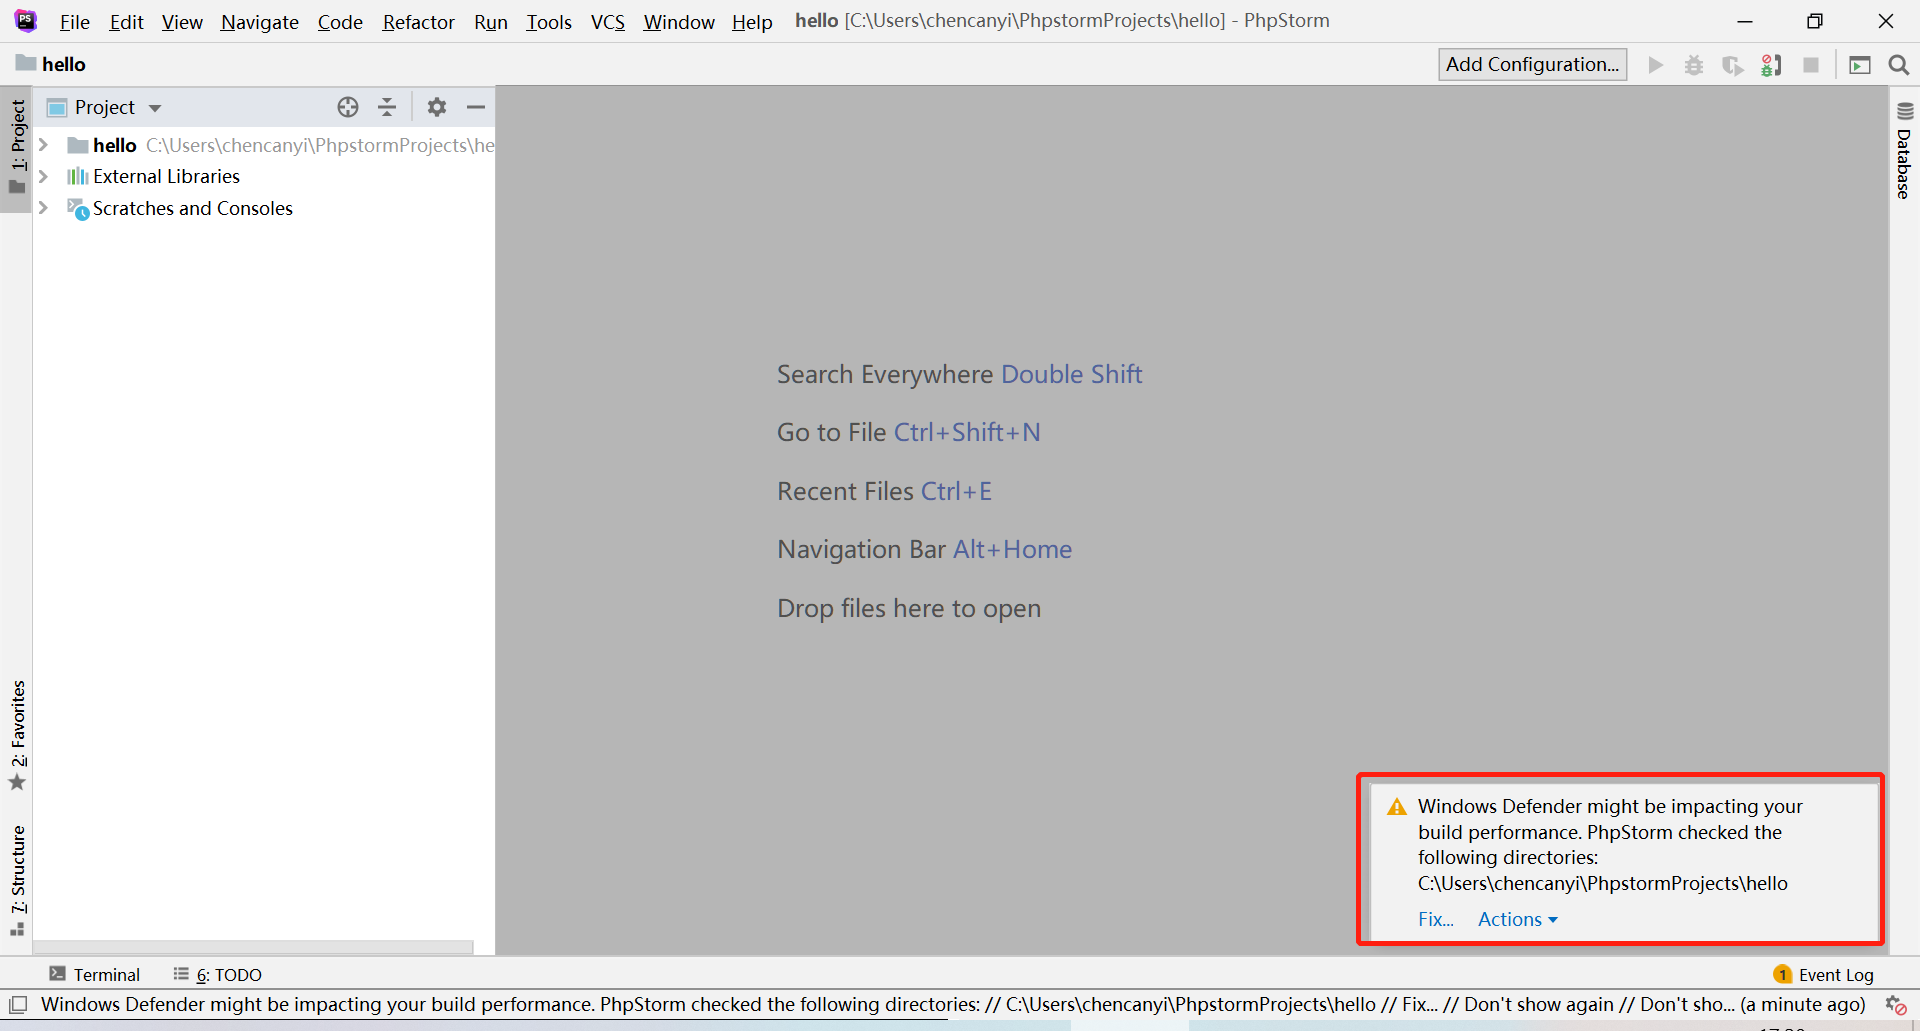 PS File Edit View Navigate Code Refactor Run Tools VCS Window Help hello [C:\Users\chencanyi\PhpstormProjects\hello] - PhpStorm
hello Add Configuration...
1: Project
Project
hello C:\Users\chencanyi\PhpstormProjects\he
External Libraries
Scratches and Consoles
Database
Search Everywhere Double Shift
Go to File Ctrl+Shift+N
Recent Files Ctrl+E
Navigation Bar Alt+Home
Drop files here to open
2: Favorites
7: Structure
Windows Defender might be impacting your
build performance. PhpStorm checked the
following directories:
C:\Users\chencanyi\PhpstormProjects\hello
Fix... Actions
Terminal 6: TODO 1 Event Log
Windows Defender might be impacting your build performance. PhpStorm checked the following directories: // C:\Users\chencanyi\PhpstormProjects\hello // Fix... // Don't show again // Don't sho... (a minute ago)